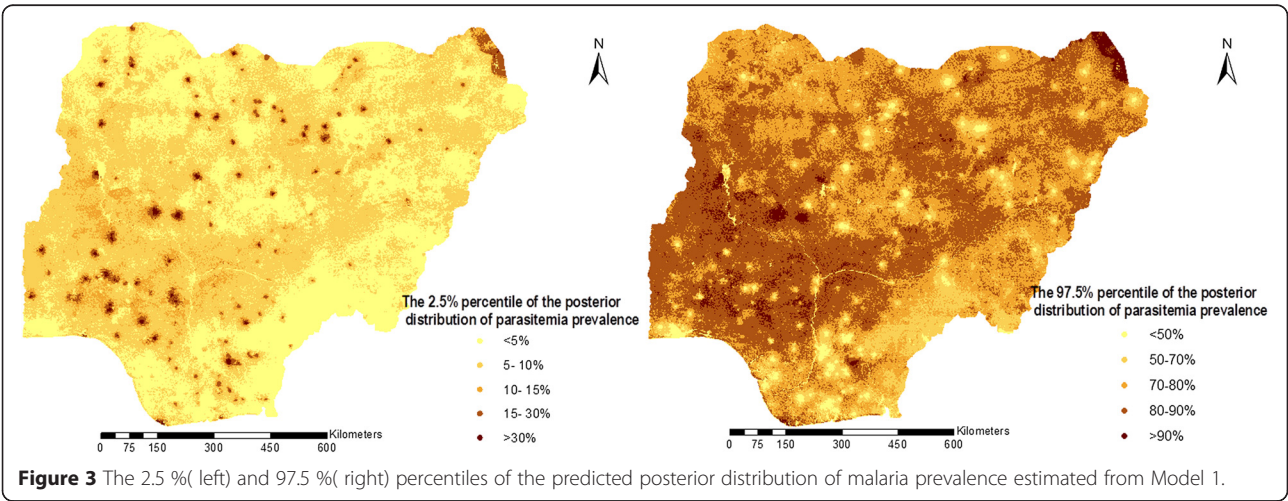 N
The 2.5% percentile of the posterior
distribution of parasitemia prevalence
<5%
5- 10%
10- 15%
15- 30%
>30%
Kilometers
0 75 150 300 450 600
N
The 97.5% percentile of the posterior
distribution of parasitemia prevalence
<50%
50-70%
70-80%
80-90%
>90%
Kilometers
0 75 150 300 450 600
Figure 3 The 2.5 %( left) and 97.5 %( right) percentiles of the predicted posterior distribution of malaria prevalence estimated from Model 1.